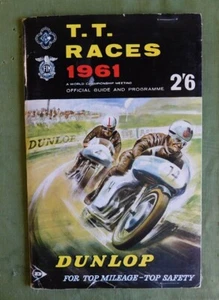 T.T.
RACES
1961
A WORLD CHAMPIONSHIP MEETING
OFFICIAL GUIDE AND PROGRAMME
2'6
DUNLOP
DUNLOP
FOR TOP MILEAGE-TOP SAFETY